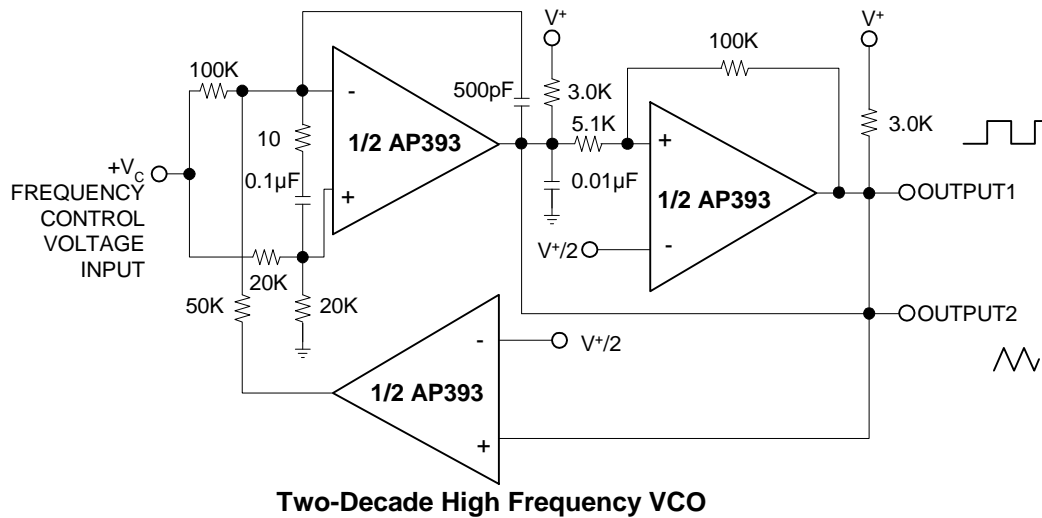 V+
V+
100K
100K
500pF
3.0K
-
5.1K
3.0K
10
1/2 AP393
+
+VC
0.1µF
0.01µF
1/2 AP393
OUTPUT1
FREQUENCY
CONTROL
VOLTAGE
INPUT
+
V+/2
-
20K
50K
20K
OUTPUT2
-
V+/2
1/2 AP393
+
Two-Decade High Frequency VCO